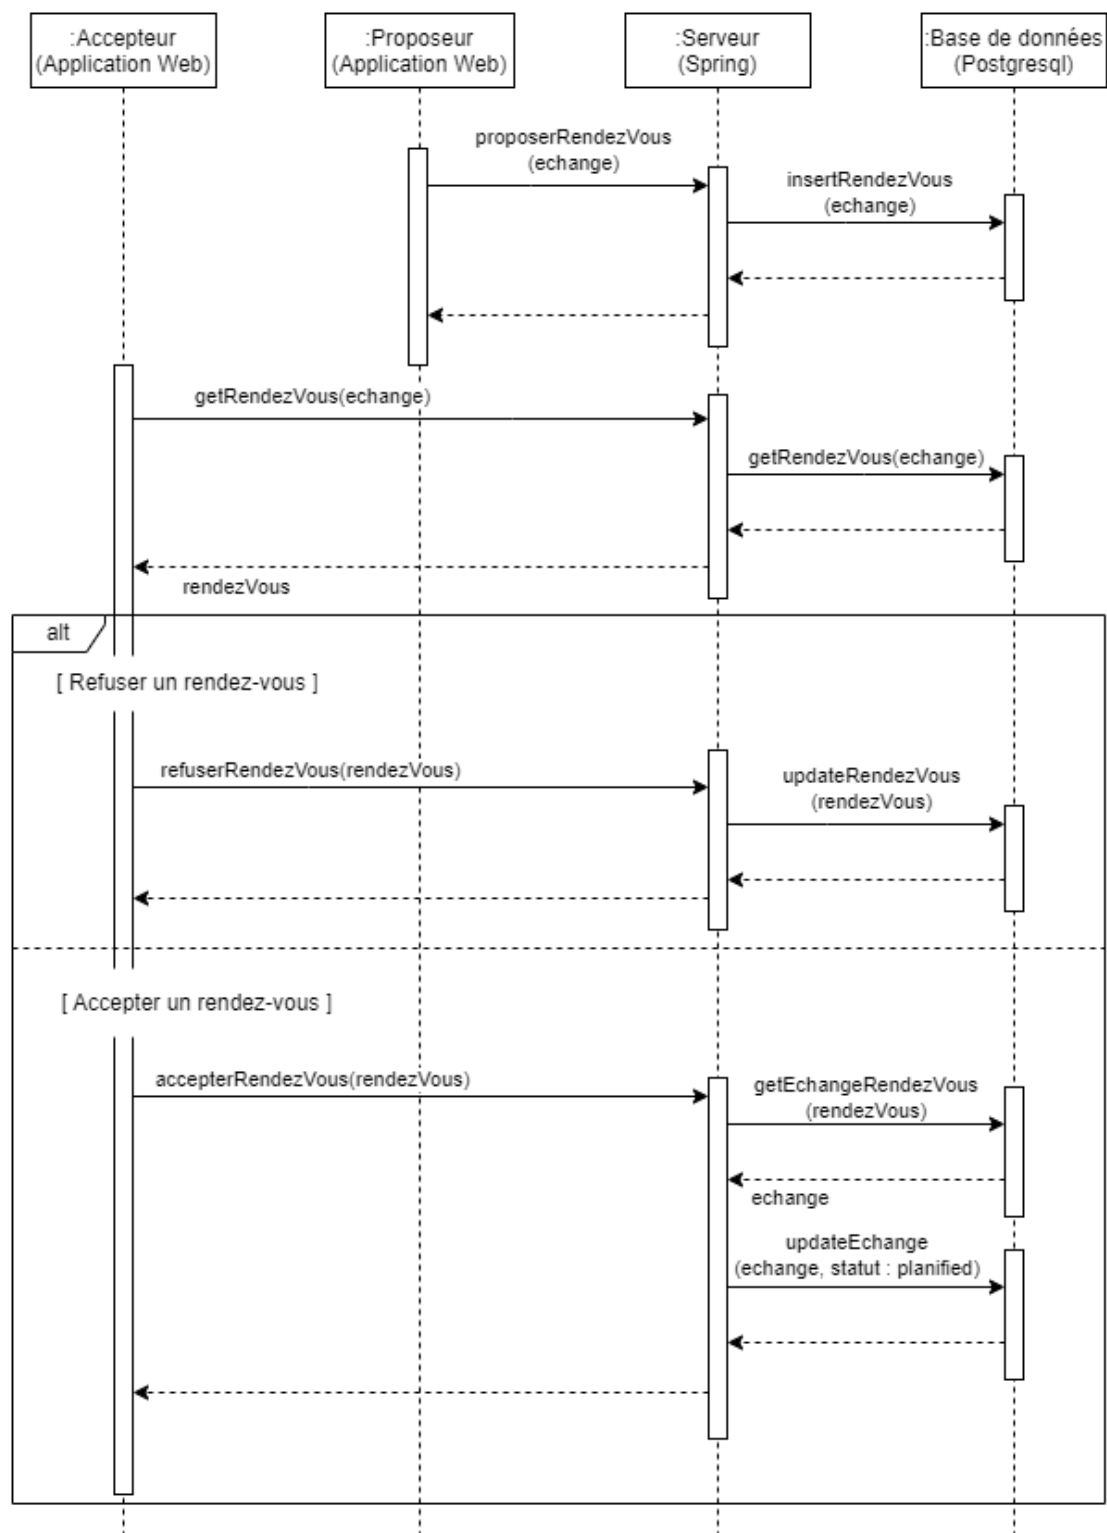 :Accepteur
(Application Web)
:Proposeur
(Application Web)
:Serveur
(Spring)
:Base de données
(Postgresql)
proposerRendezVous
(echange)
insertRendezVous
(echange)
getRendezVous(echange)
getRendezVous(echange)
rendezVous
alt
[ Refuser un rendez-vous ]
refuserRendezVous(rendezVous)
updateRendezVous
(rendezVous)
[ Accepter un rendez-vous ]
accepterRendezVous(rendezVous)
getEchangeRendezVous
(rendezVous)
echange
updateEchange
(echange, statut : planified)